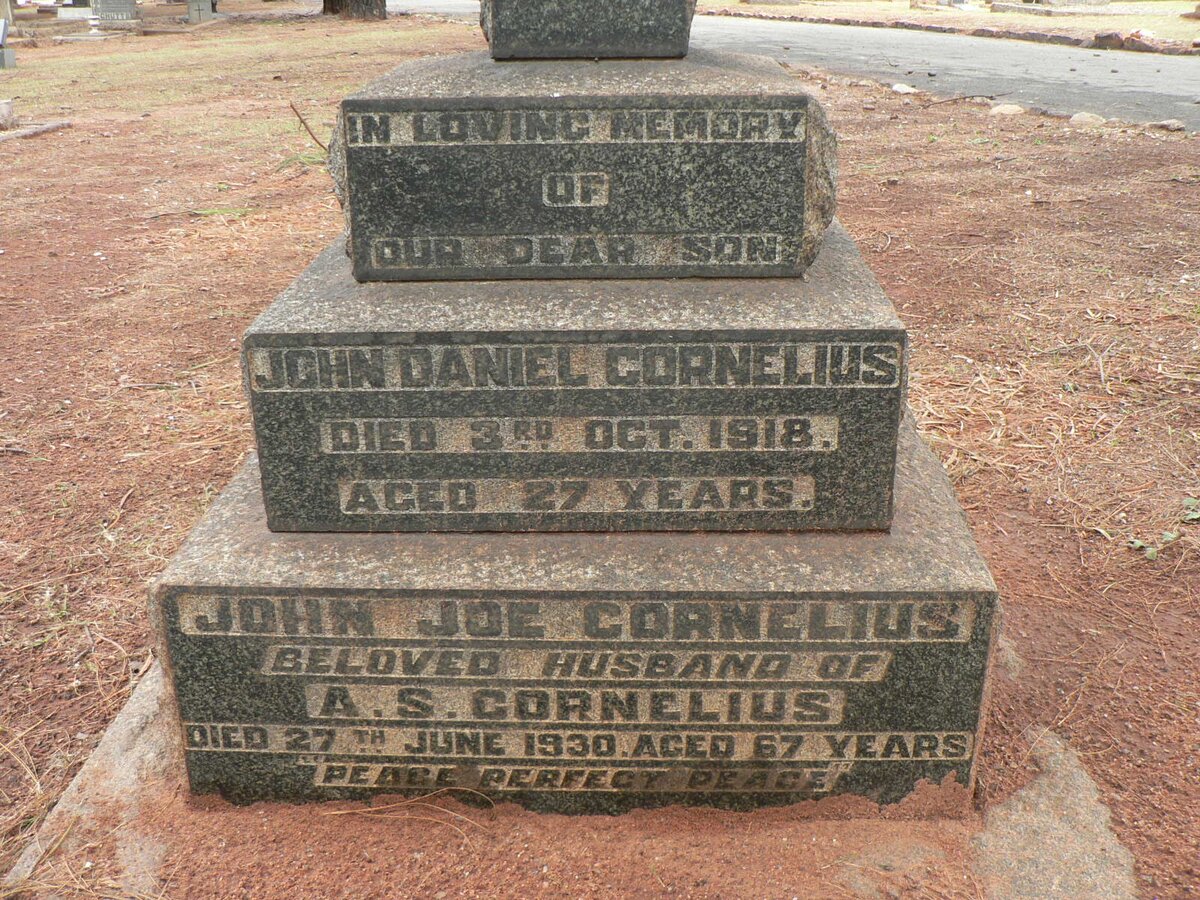 IN LOVING MEMORY
OF
OUR DEAR SON
JOHN DANIEL CORNELIUS
DIED 3RD OCT. 1918.
AGED 27 YEARS.
JOHN JOE CORNELIUS
BELOVED HUSBAND OF
A. S. CORNELIUS
DIED 27TH JUNE 1930. AGED 67 YEARS
"PEACE PERFECT PEACE"